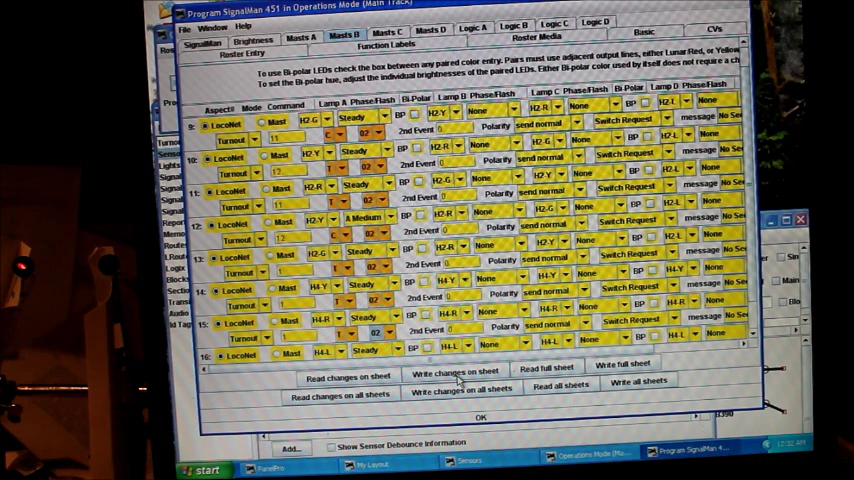 Program SignalMan 451 in Operations Mode (Main Track)
File Window Help
SignalMan Brightness Masts A Masts B Masts C Masts D Logic A Logic B Logic C Logic D
Roster Entry Function Labels Roster Media Basic CVs
To use Bi-polar LEDs check the box between any paired color entry. Pairs must use adjacent output lines, either Lunar Red, or Yellow
To set the Bi-polar hue, adjust the individual brightnesses of the paired LEDs. Either Bi-polar color used by itself does not require a ch
Aspect# Mode Command Lamp A Phase/Flash Bi-Polar Lamp B Phase/Flash Lamp C Phase/Flash Bi-Polar Lamp D Phase/Flash
9: LocoNet Mast H2-G Steady BP H2-Y None H2-R None BP H2-L None
Turnout 11 C 02 2nd Event 0 Polarity send normal Switch Request message No Se
10: LocoNet Mast H2-Y Steady BP H2-R None H2-G None BP H2-L None
Turnout 12 T 02 2nd Event 0 Polarity send normal Switch Request message No Se
11: LocoNet Mast H2-R Steady BP H2-G None H2-Y None BP H2-L None
Turnout 11 T 02 2nd Event 0 Polarity send normal Switch Request message No Se
12: LocoNet Mast H2-Y A Medium BP H2-R None H2-G None BP H2-L None
Turnout 12 C 02 2nd Event 0 Polarity send normal Switch Request message No Se
13: LocoNet Mast H2-G Steady BP H2-R None H2-Y None BP H2-L None
Turnout 1 T 02 2nd Event 0 Polarity send normal Switch Request message No Se
14: LocoNet Mast H4-Y Steady BP H4-Y None H4-Y None BP H4-Y None
Turnout 1 T 02 2nd Event 0 Polarity send normal Switch Request message No Se
15: LocoNet Mast H4-R Steady BP H4-R None H4-R None BP H4-R None
Turnout 1 T 02 2nd Event 0 Polarity send normal Switch Request message No Se
16: LocoNet Mast H4-L Steady BP H4-L None H4-L None BP H4-L None
Read changes on sheet Write changes on sheet Read full sheet Write full sheet
Read changes on all sheets Write changes on all sheets Read all sheets Write all sheets
OK
Add... Show Sensor Debounce Information
start PanelPro My Layout Sensors Operations Mode (Ma... Program SignalMan 4... 12:32 AM